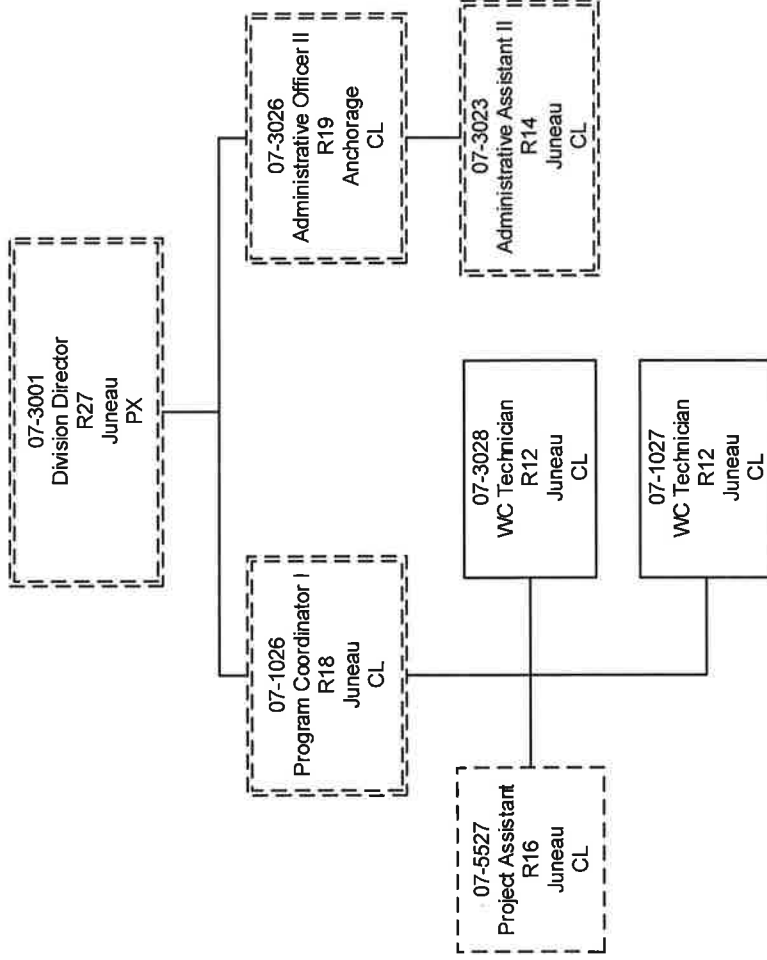 07-3001
Division Director
R27
Juneau
PX
07-1026
Program Coordinator I
R18
Juneau
CL
07-3026
Administrative Officer II
R19
Anchorage
CL
07-5527
Project Assistant
R16
Juneau
CL
07-3028
WC Technician
R12
Juneau
CL
07-3023
Administrative Assistant II
R14
Juneau
CL
07-1027
WC Technician
R12
Juneau
CL